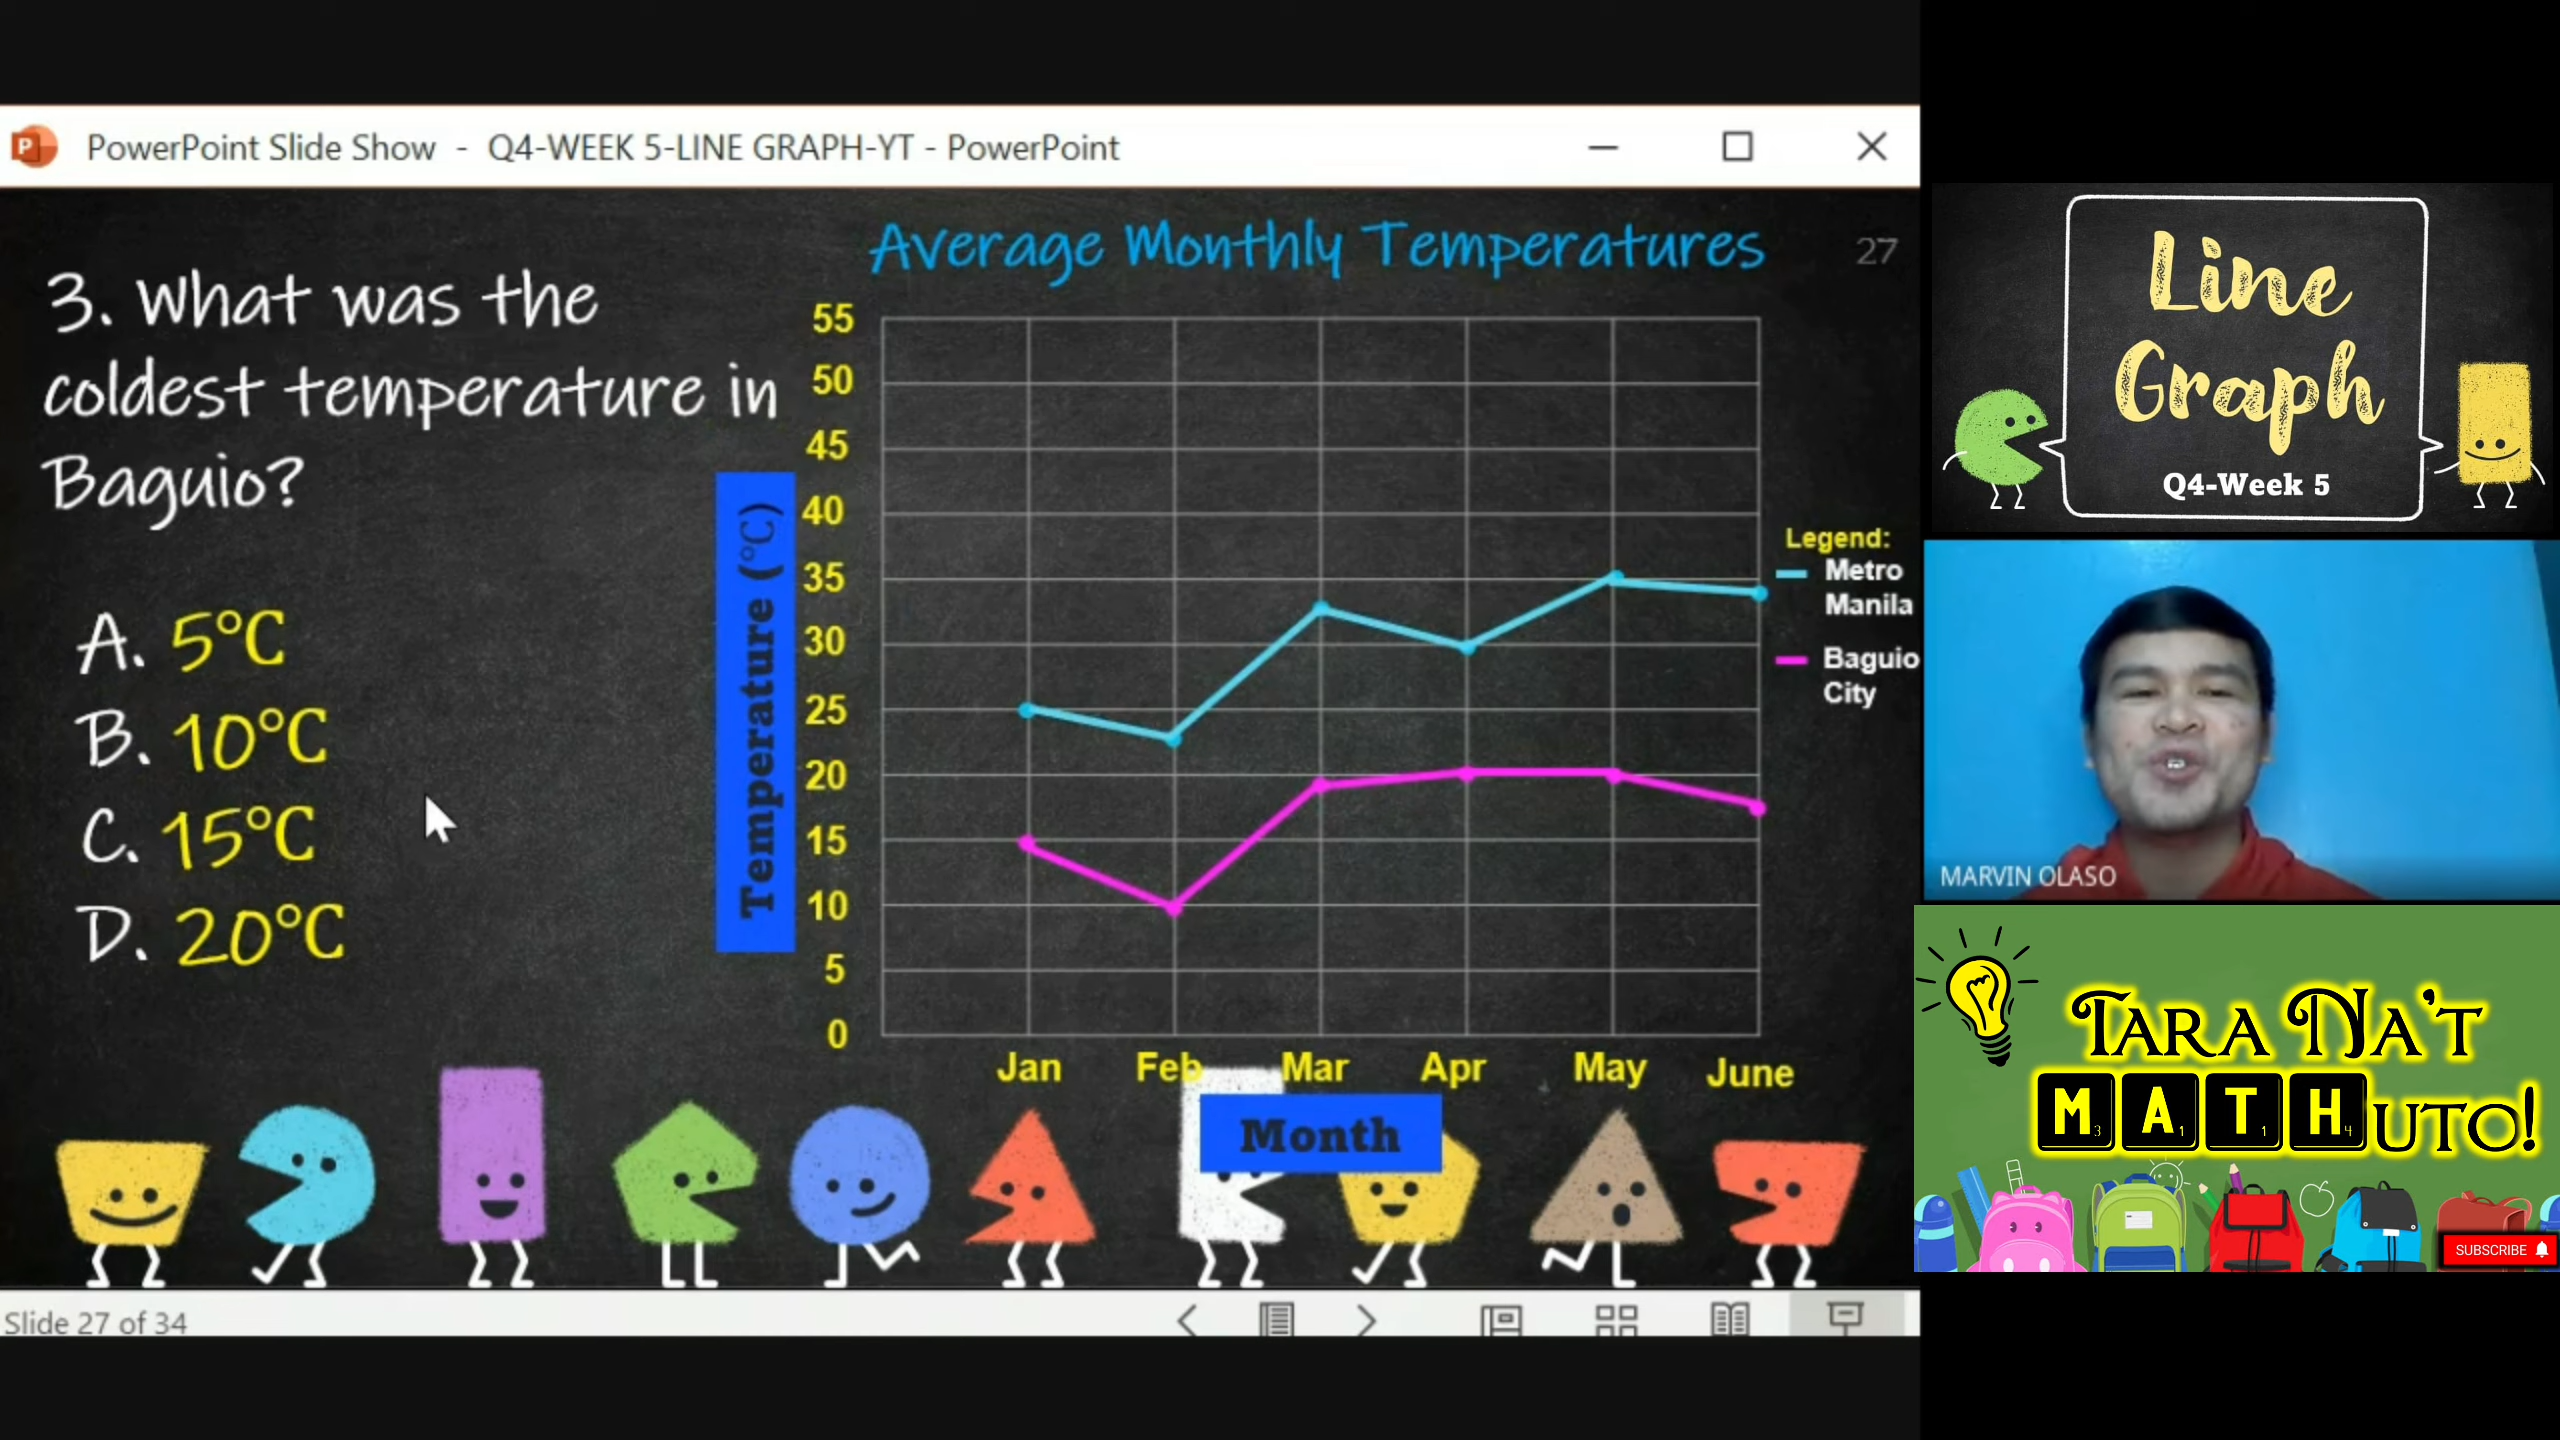 PowerPoint Slide Show - Q4-WEEK 5-LINE GRAPH-YT - PowerPoint
3. What was the
coldest temperature in
Baguio?
A. 5°C
B. 10°C
C. 15°C
D. 20°C
Average Monthly Temperatures
27
55
50
45
40
35
30
25
20
15
10
5
0
Temperature (°C)
Jan Feb Mar Apr May June
Month
Legend:
Metro
Manila
Baguio
City
Slide 27 of 34
Line
Graph
Q4-Week 5
MARVIN OLASO
TARA NA'T
MATHUTO!
SUBSCRIBE